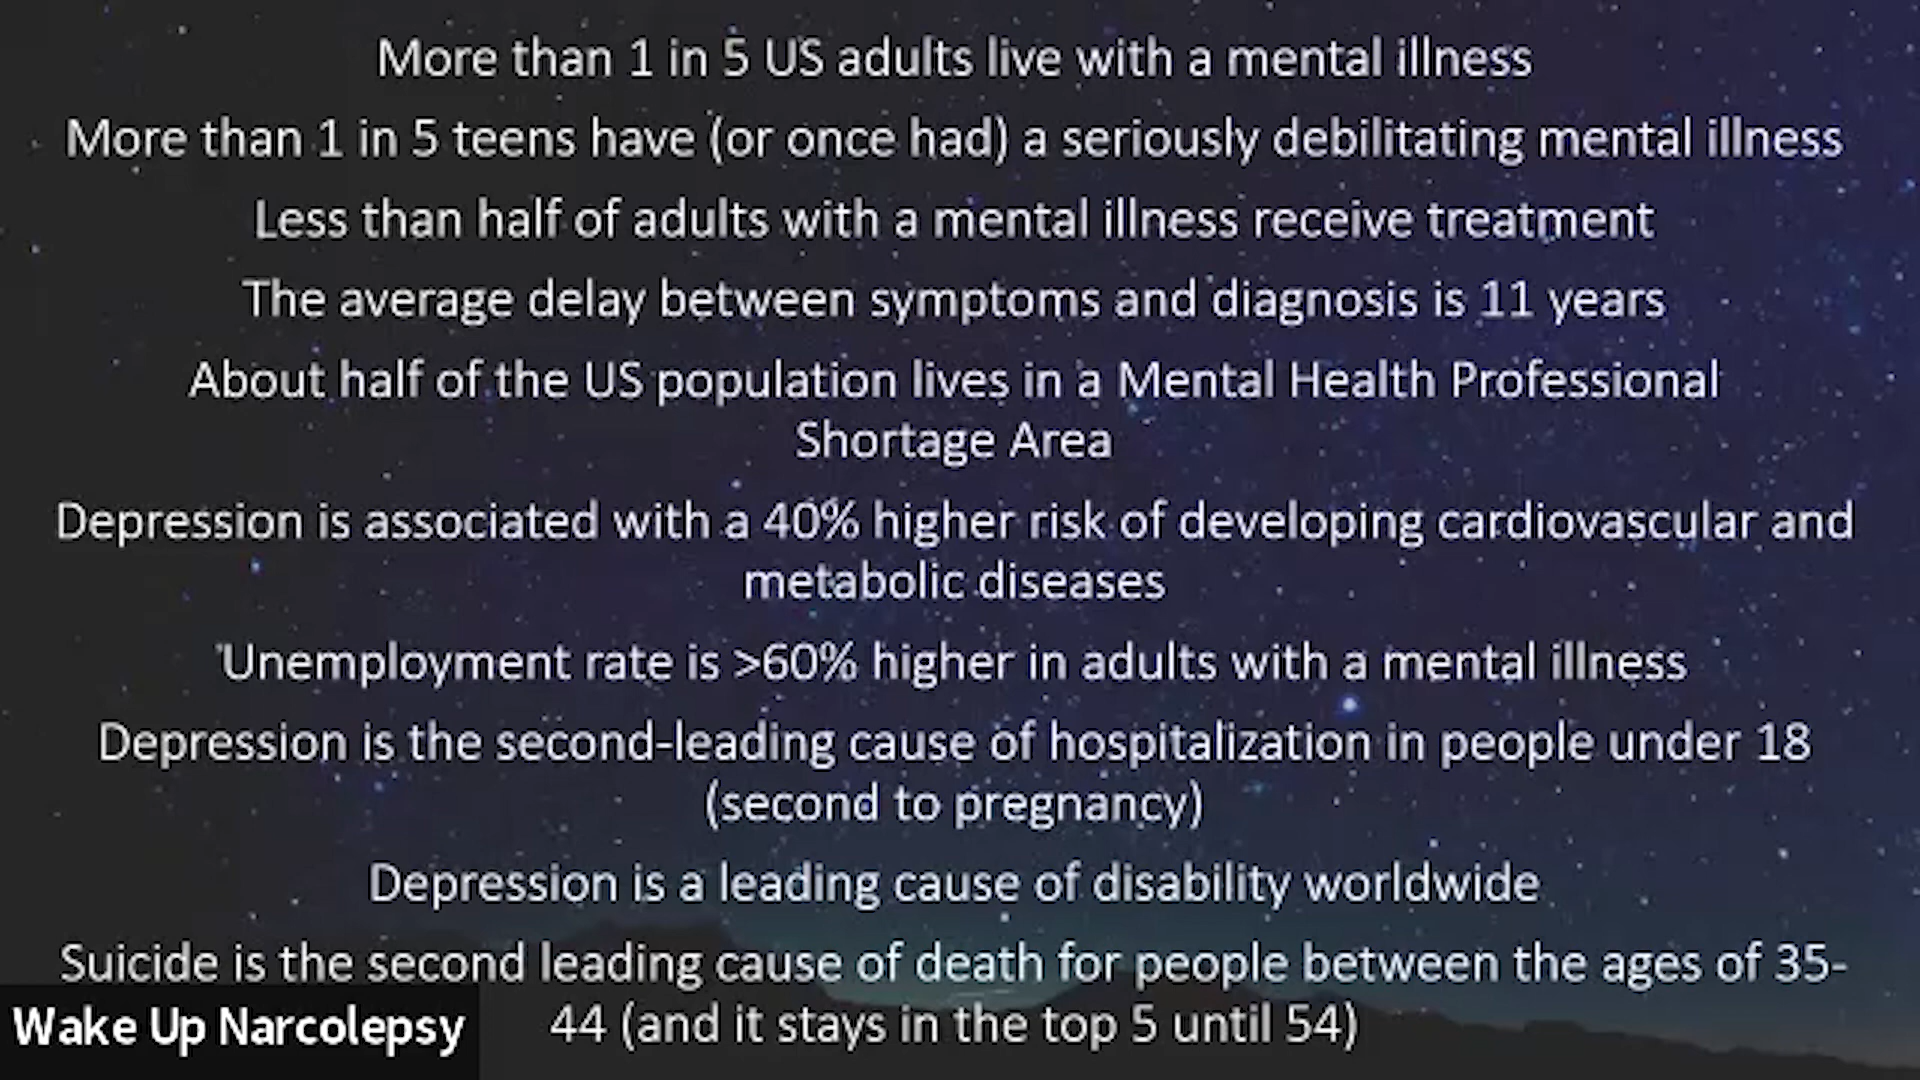 More than 1 in 5 US adults live with a mental illness
More than 1 in 5 teens have (or once had) a seriously debilitating mental illness
Less than half of adults with a mental illness receive treatment
The average delay between symptoms and diagnosis is 11 years
About half of the US population lives in a Mental Health Professional
Shortage Area
Depression is associated with a 40% higher risk of developing cardiovascular and
metabolic diseases
Unemployment rate is >60% higher in adults with a mental illness
Depression is the second-leading cause of hospitalization in people under 18
(second to pregnancy)
Depression is a leading cause of disability worldwide
Suicide is the second leading cause of death for people between the ages of 35-
44 (and it stays in the top 5 until 54)
Wake Up Narcolepsy